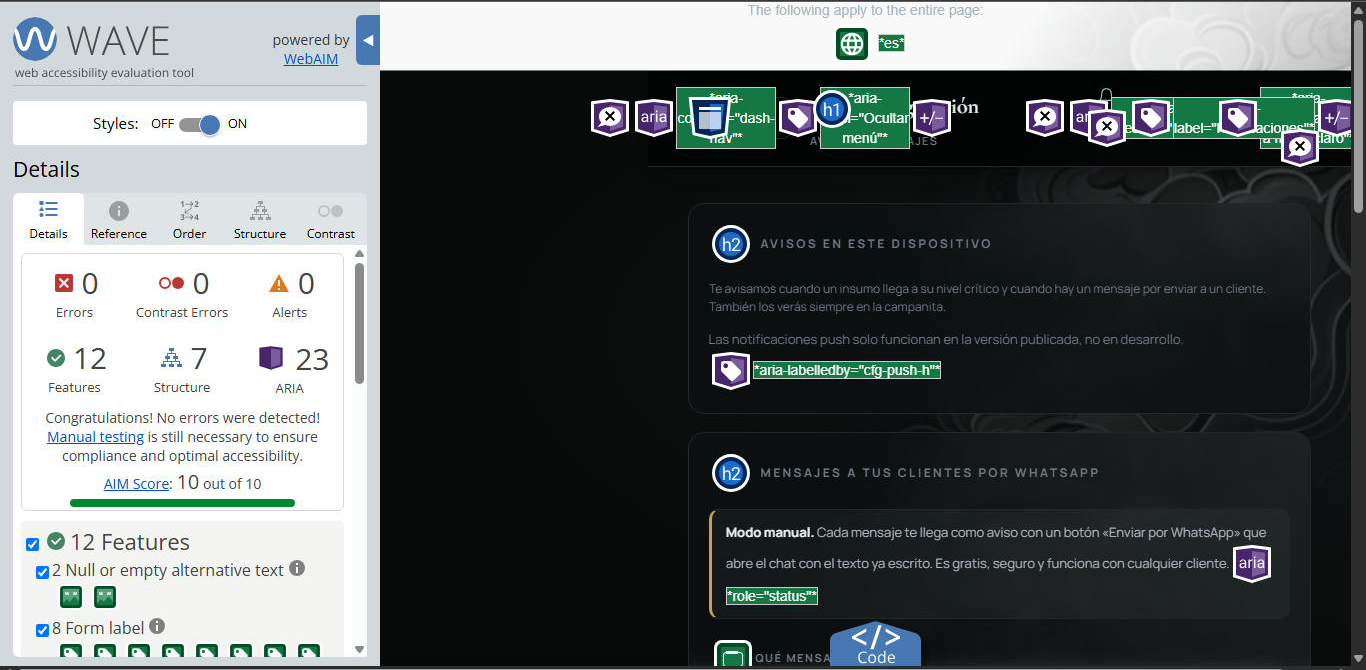 WAVE
web accessibility evaluation tool
powered by
WebAIM
Styles: OFF ON
Details
Details Reference Order Structure Contrast
0 0 0
Errors Contrast Errors Alerts
12 7 23
Features Structure ARIA
Congratulations! No errors were detected!
Manual testing is still necessary to ensure
compliance and optimal accessibility.
AIM Score: 10 out of 10
12 Features
2 Null or empty alternative text
8 Form label
The following apply to the entire page:
*es*
aria
h1
menú"*
+/-
+/-
h2 AVISOS EN ESTE DISPOSITIVO
Te avisamos cuando un insumo llega a su nivel crítico y cuando hay un mensaje por enviar a un cliente.
También los verás siempre en la campanita.
Las notificaciones push solo funcionan en la versión publicada, no en desarrollo.
*aria-labelledby="cfg-push-h"*
h2 MENSAJES A TUS CLIENTES POR WHATSAPP
Modo manual. Cada mensaje te llega como aviso con un botón «Enviar por WhatsApp» que
abre el chat con el texto ya escrito. Es gratis, seguro y funciona con cualquier cliente. aria
*role="status"*
QUÉ
</> Code